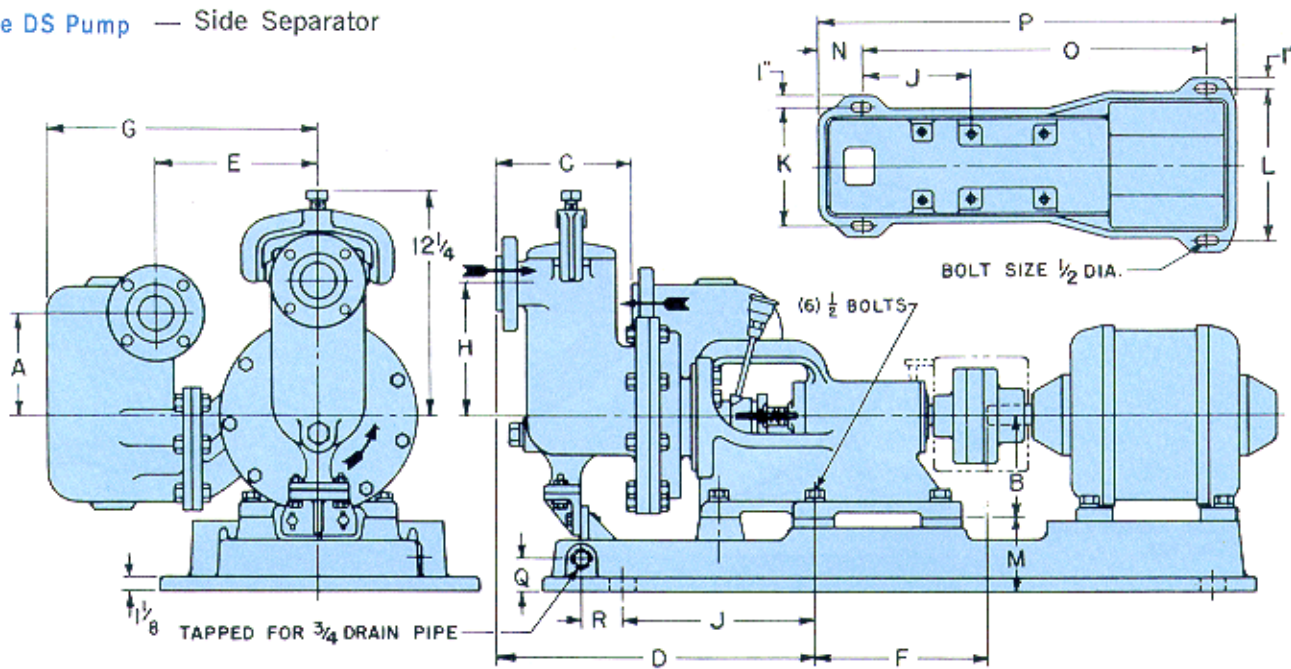 e DS Pump — Side Separator
P
N
O
J
1"
1"
K
L
BOLT SIZE ½ DIA.
G
E
C
12¼
(6) ½ BOLTS
A
H
B
M
Q
1⅛
TAPPED FOR ¾ DRAIN PIPE
R
J
D
F